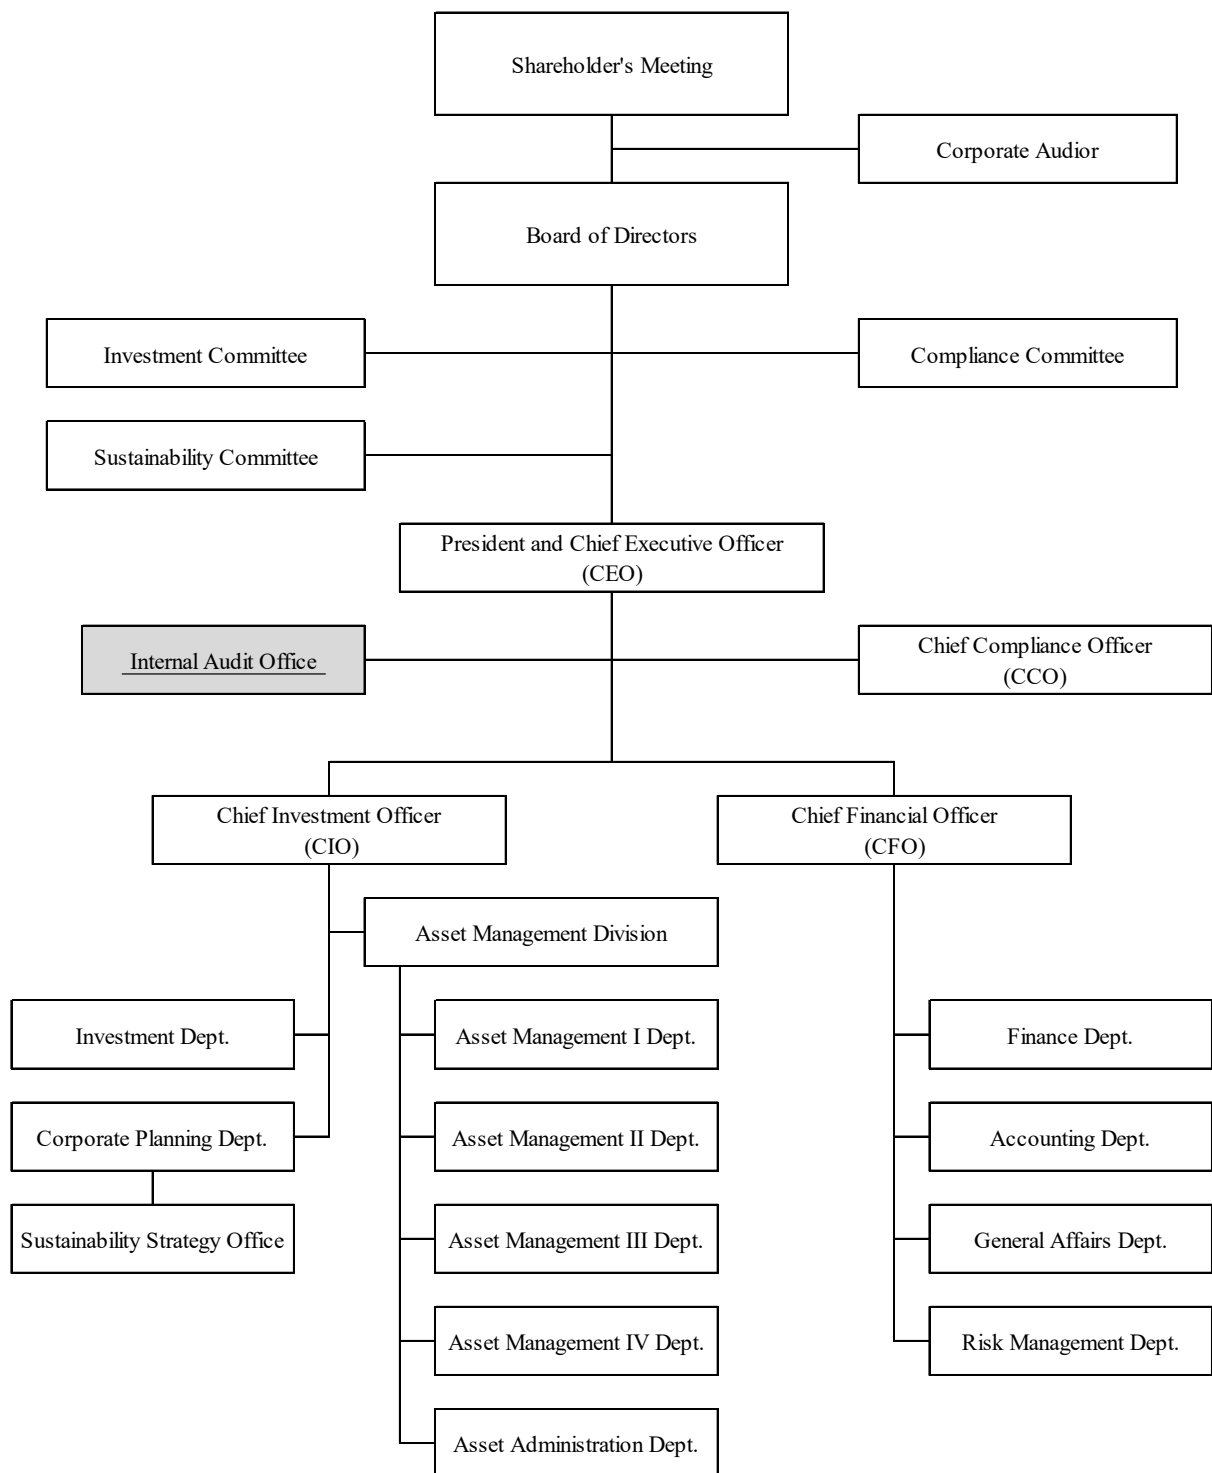 Shareholder's Meeting
Corporate Audior
Board of Directors
Investment Committee
Compliance Committee
Sustainability Committee
President and Chief Executive Officer
(CEO)
Internal Audit Office
Chief Compliance Officer
(CCO)
Chief Investment Officer
(CIO)
Chief Financial Officer
(CFO)
Asset Management Division
Investment Dept.
Asset Management I Dept.
Finance Dept.
Corporate Planning Dept.
Asset Management II Dept.
Accounting Dept.
Sustainability Strategy Office
Asset Management III Dept.
General Affairs Dept.
Asset Management IV Dept.
Risk Management Dept.
Asset Administration Dept.